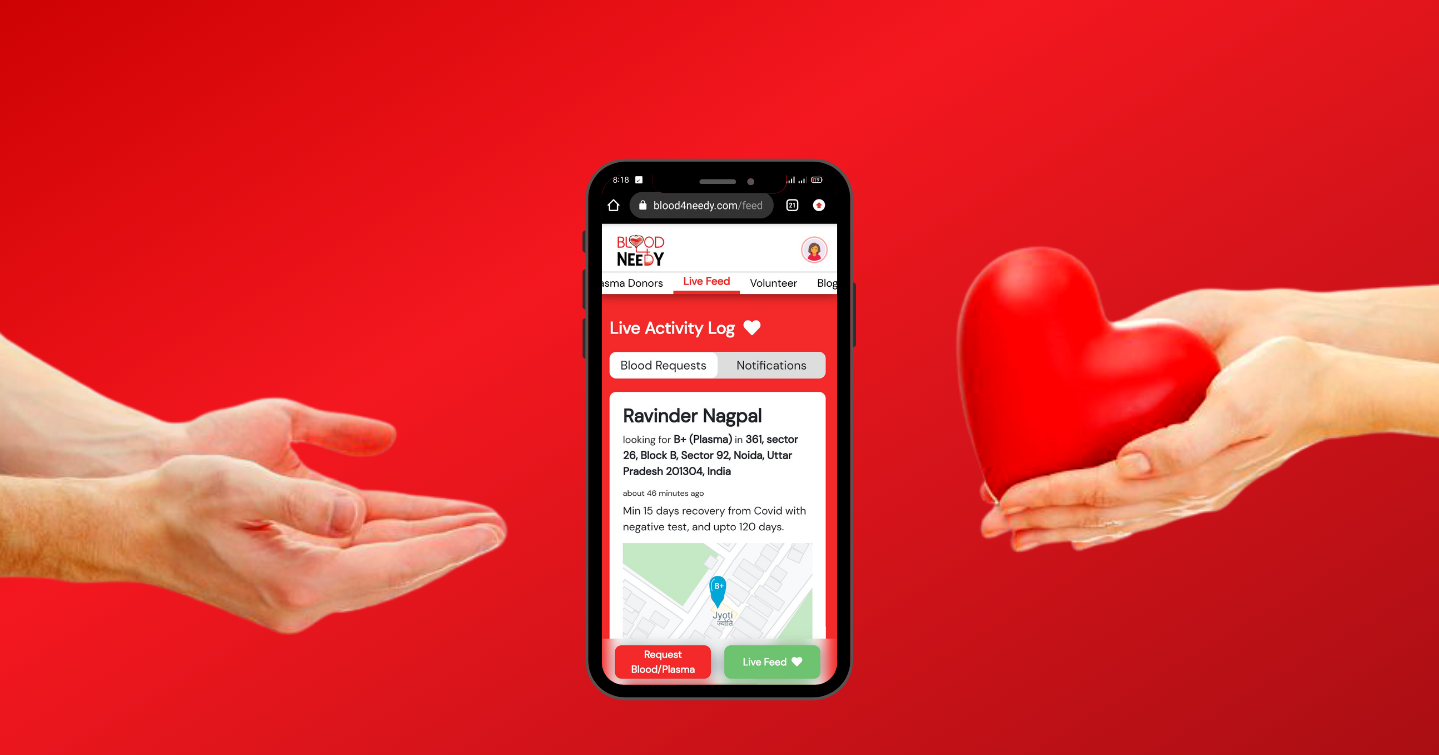 8:18
21
blood4needy.com/feed
BLOOD
NEEDY
asma Donors
Live Feed
Volunteer
Blog
Live Activity Log
Blood Requests
Notifications
Ravinder Nagpal
looking for B+ (Plasma) in 361, sector
26, Block B, Sector 92, Noida, Uttar
Pradesh 201304, India
about 46 minutes ago
Min 15 days recovery from Covid with
negative test, and upto 120 days.
B+
Jyoti
ज्योति
Request
Blood/Plasma
Live Feed